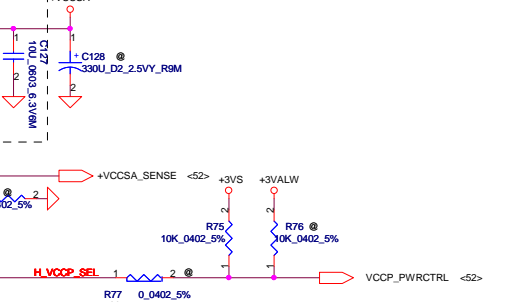 1
1
C127
10U_0603_6.3V6M
+ C128 @
330U_D2_2.5VY_R9M
2
2
+VCCSA_SENSE <52>
+3VS
+3VALW
@
2
02_5%
2
2
R75
10K_0402_5%
R76 @
10K_0402_5%
1
1
H_VCCP_SEL
1
2
@
VCCP_PWRCTRL <52>
R77
0_0402_5%